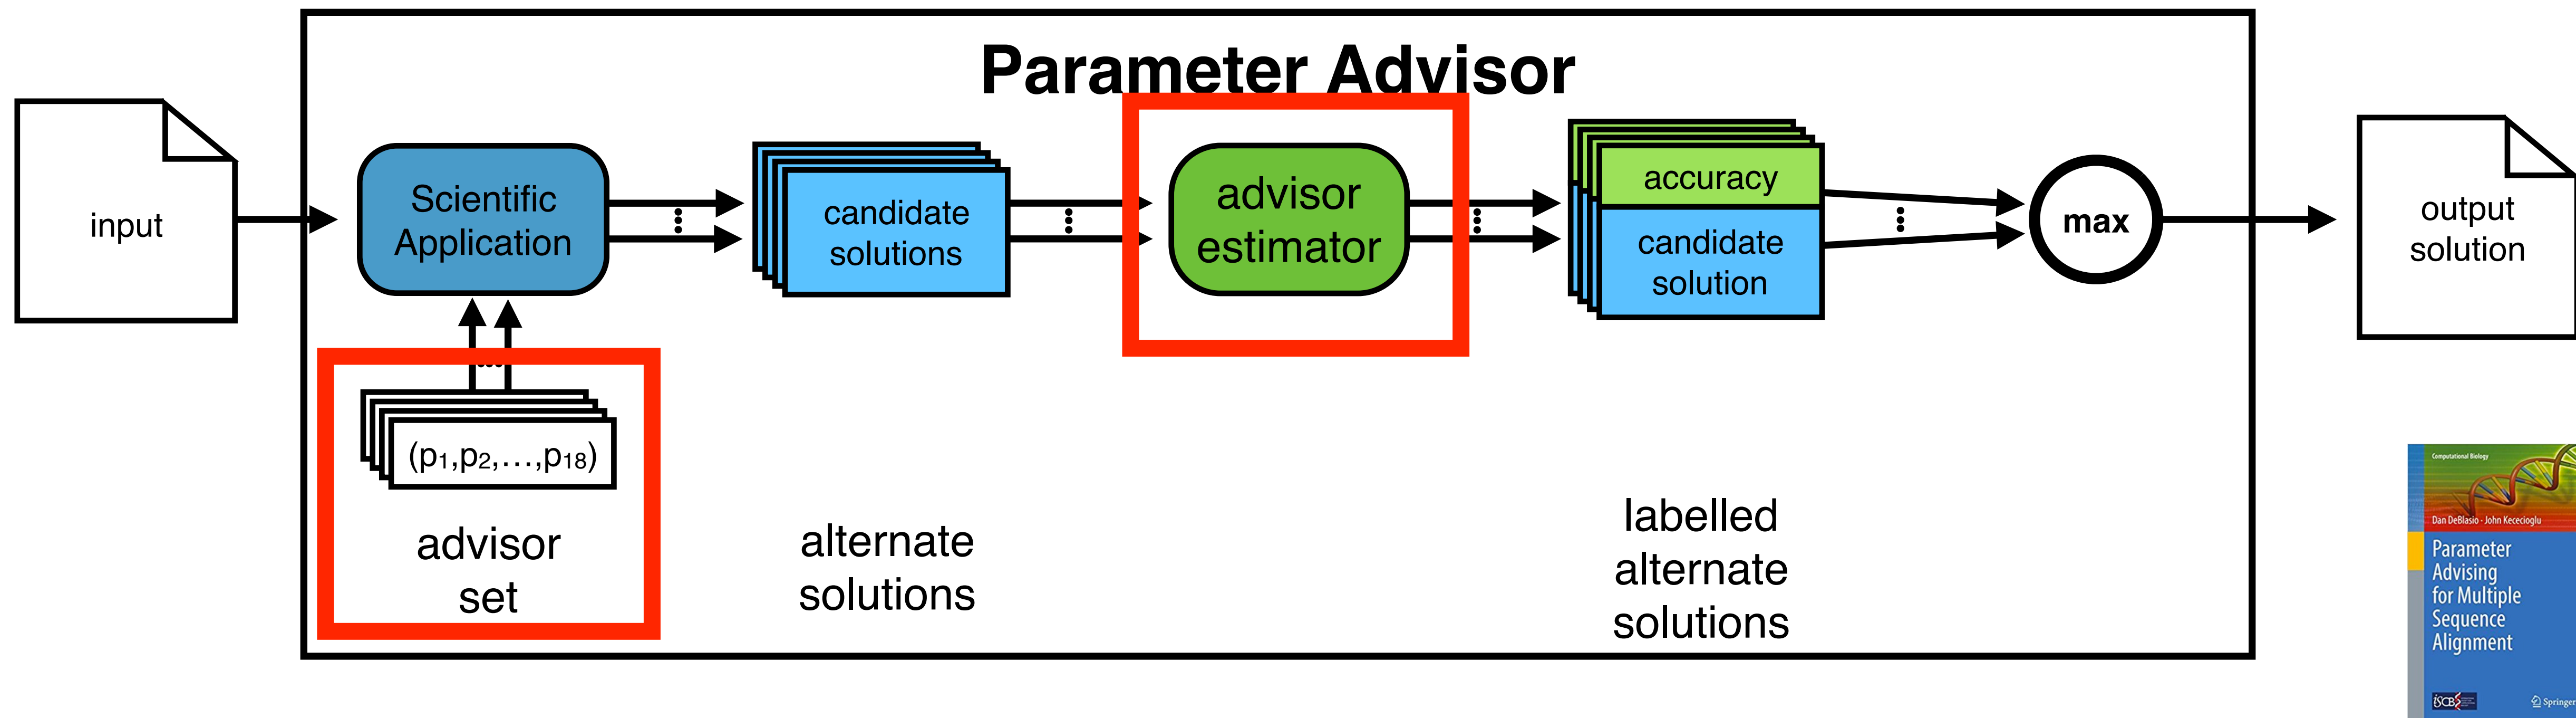 Parameter Advisor
input
Scientific
Application
candidate
solutions
advisor
estimator
accuracy
candidate
solution
max
output
solution
(p₁,p₂,…,p₁₈)
advisor
set
alternate
solutions
labelled
alternate
solutions
Computational Biology
Dan DeBlasio · John Kececioglu
Parameter
Advising
for Multiple
Sequence
Alignment
ISCB
Springer